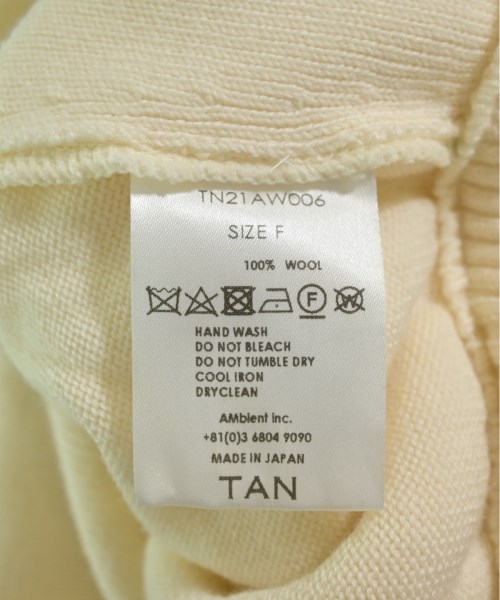 TN21AW006
SIZE F
100% WOOL
F W
HAND WASH
DO NOT BLEACH
DO NOT TUMBLE DRY
COOL IRON
DRYCLEAN
AMbient inc.
+81(0)3 6804 9090
MADE IN JAPAN
TAN